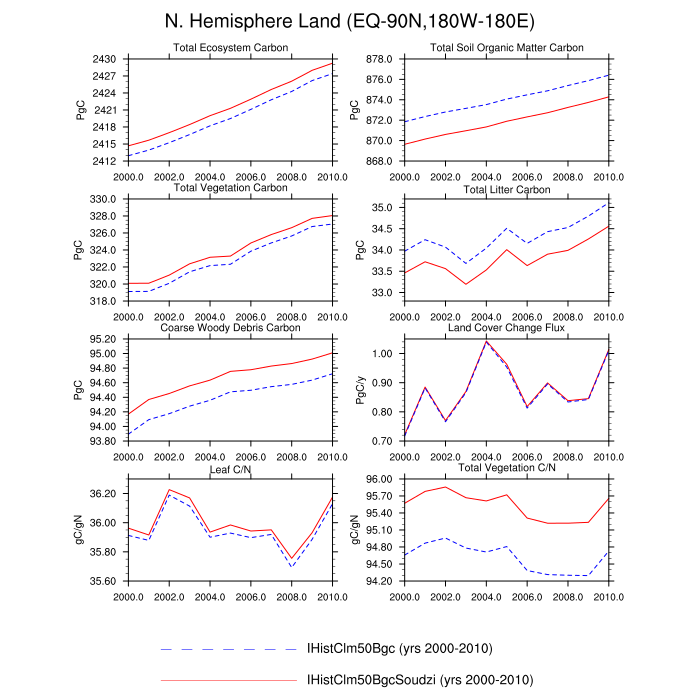 N. Hemisphere Land (EQ-90N,180W-180E)
Total Ecosystem Carbon
PgC
2430
2427
2424
2421
2418
2415
2412
2000.0 2002.0 2004.0 2006.0 2008.0 2010.0
Total Soil Organic Matter Carbon
PgC
878.0
876.0
874.0
872.0
870.0
868.0
2000.0 2002.0 2004.0 2006.0 2008.0 2010.0
Total Vegetation Carbon
PgC
330.0
328.0
326.0
324.0
322.0
320.0
318.0
2000.0 2002.0 2004.0 2006.0 2008.0 2010.0
Total Litter Carbon
PgC
35.0
34.5
34.0
33.5
33.0
2000.0 2002.0 2004.0 2006.0 2008.0 2010.0
Coarse Woody Debris Carbon
PgC
95.20
95.00
94.80
94.60
94.40
94.20
94.00
93.80
2000.0 2002.0 2004.0 2006.0 2008.0 2010.0
Land Cover Change Flux
PgC/y
1.00
0.90
0.80
0.70
2000.0 2002.0 2004.0 2006.0 2008.0 2010.0
Leaf C/N
gC/gN
36.20
36.00
35.80
35.60
2000.0 2002.0 2004.0 2006.0 2008.0 2010.0
Total Vegetation C/N
gC/gN
96.00
95.70
95.40
95.10
94.80
94.50
94.20
2000.0 2002.0 2004.0 2006.0 2008.0 2010.0
IHistClm50Bgc (yrs 2000-2010)
IHistClm50BgcSoudzi (yrs 2000-2010)